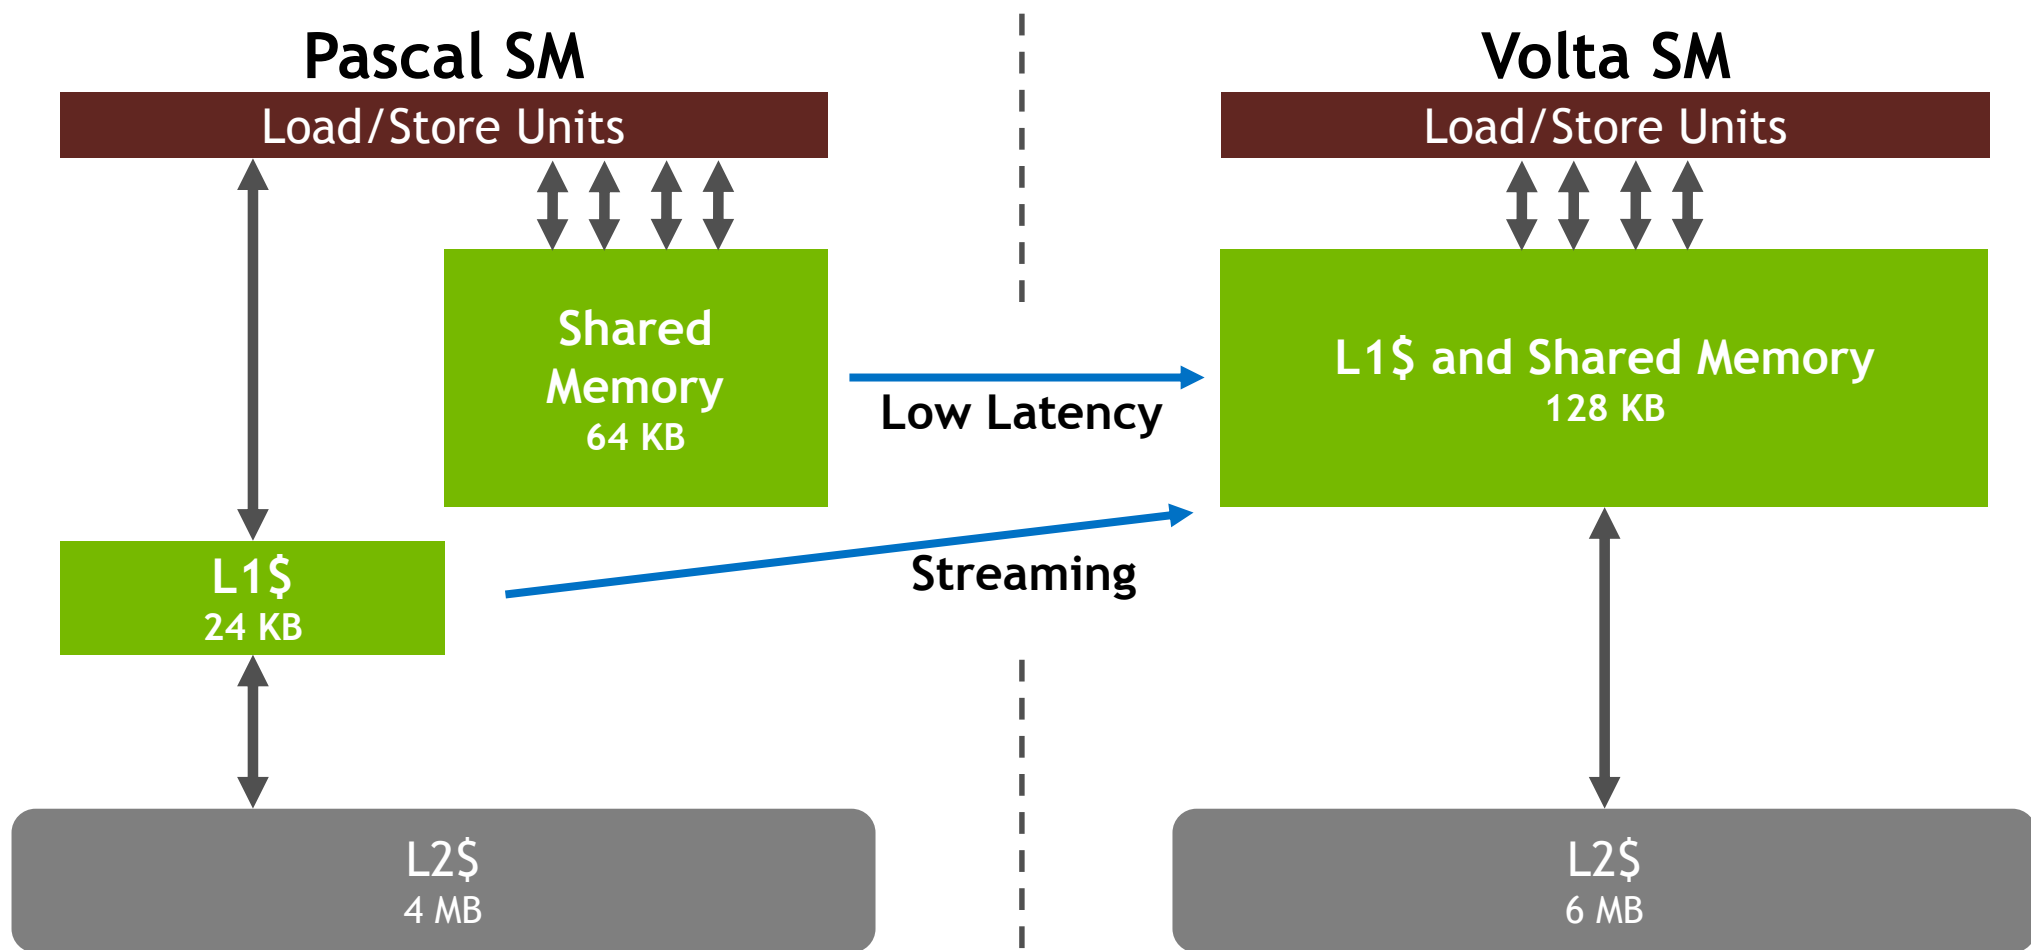 Pascal SM
Load/Store Units
Shared
Memory
64 KB
L1$
24 KB
L2$
4 MB
Low Latency
Streaming
Volta SM
Load/Store Units
L1$ and Shared Memory
128 KB
L2$
6 MB